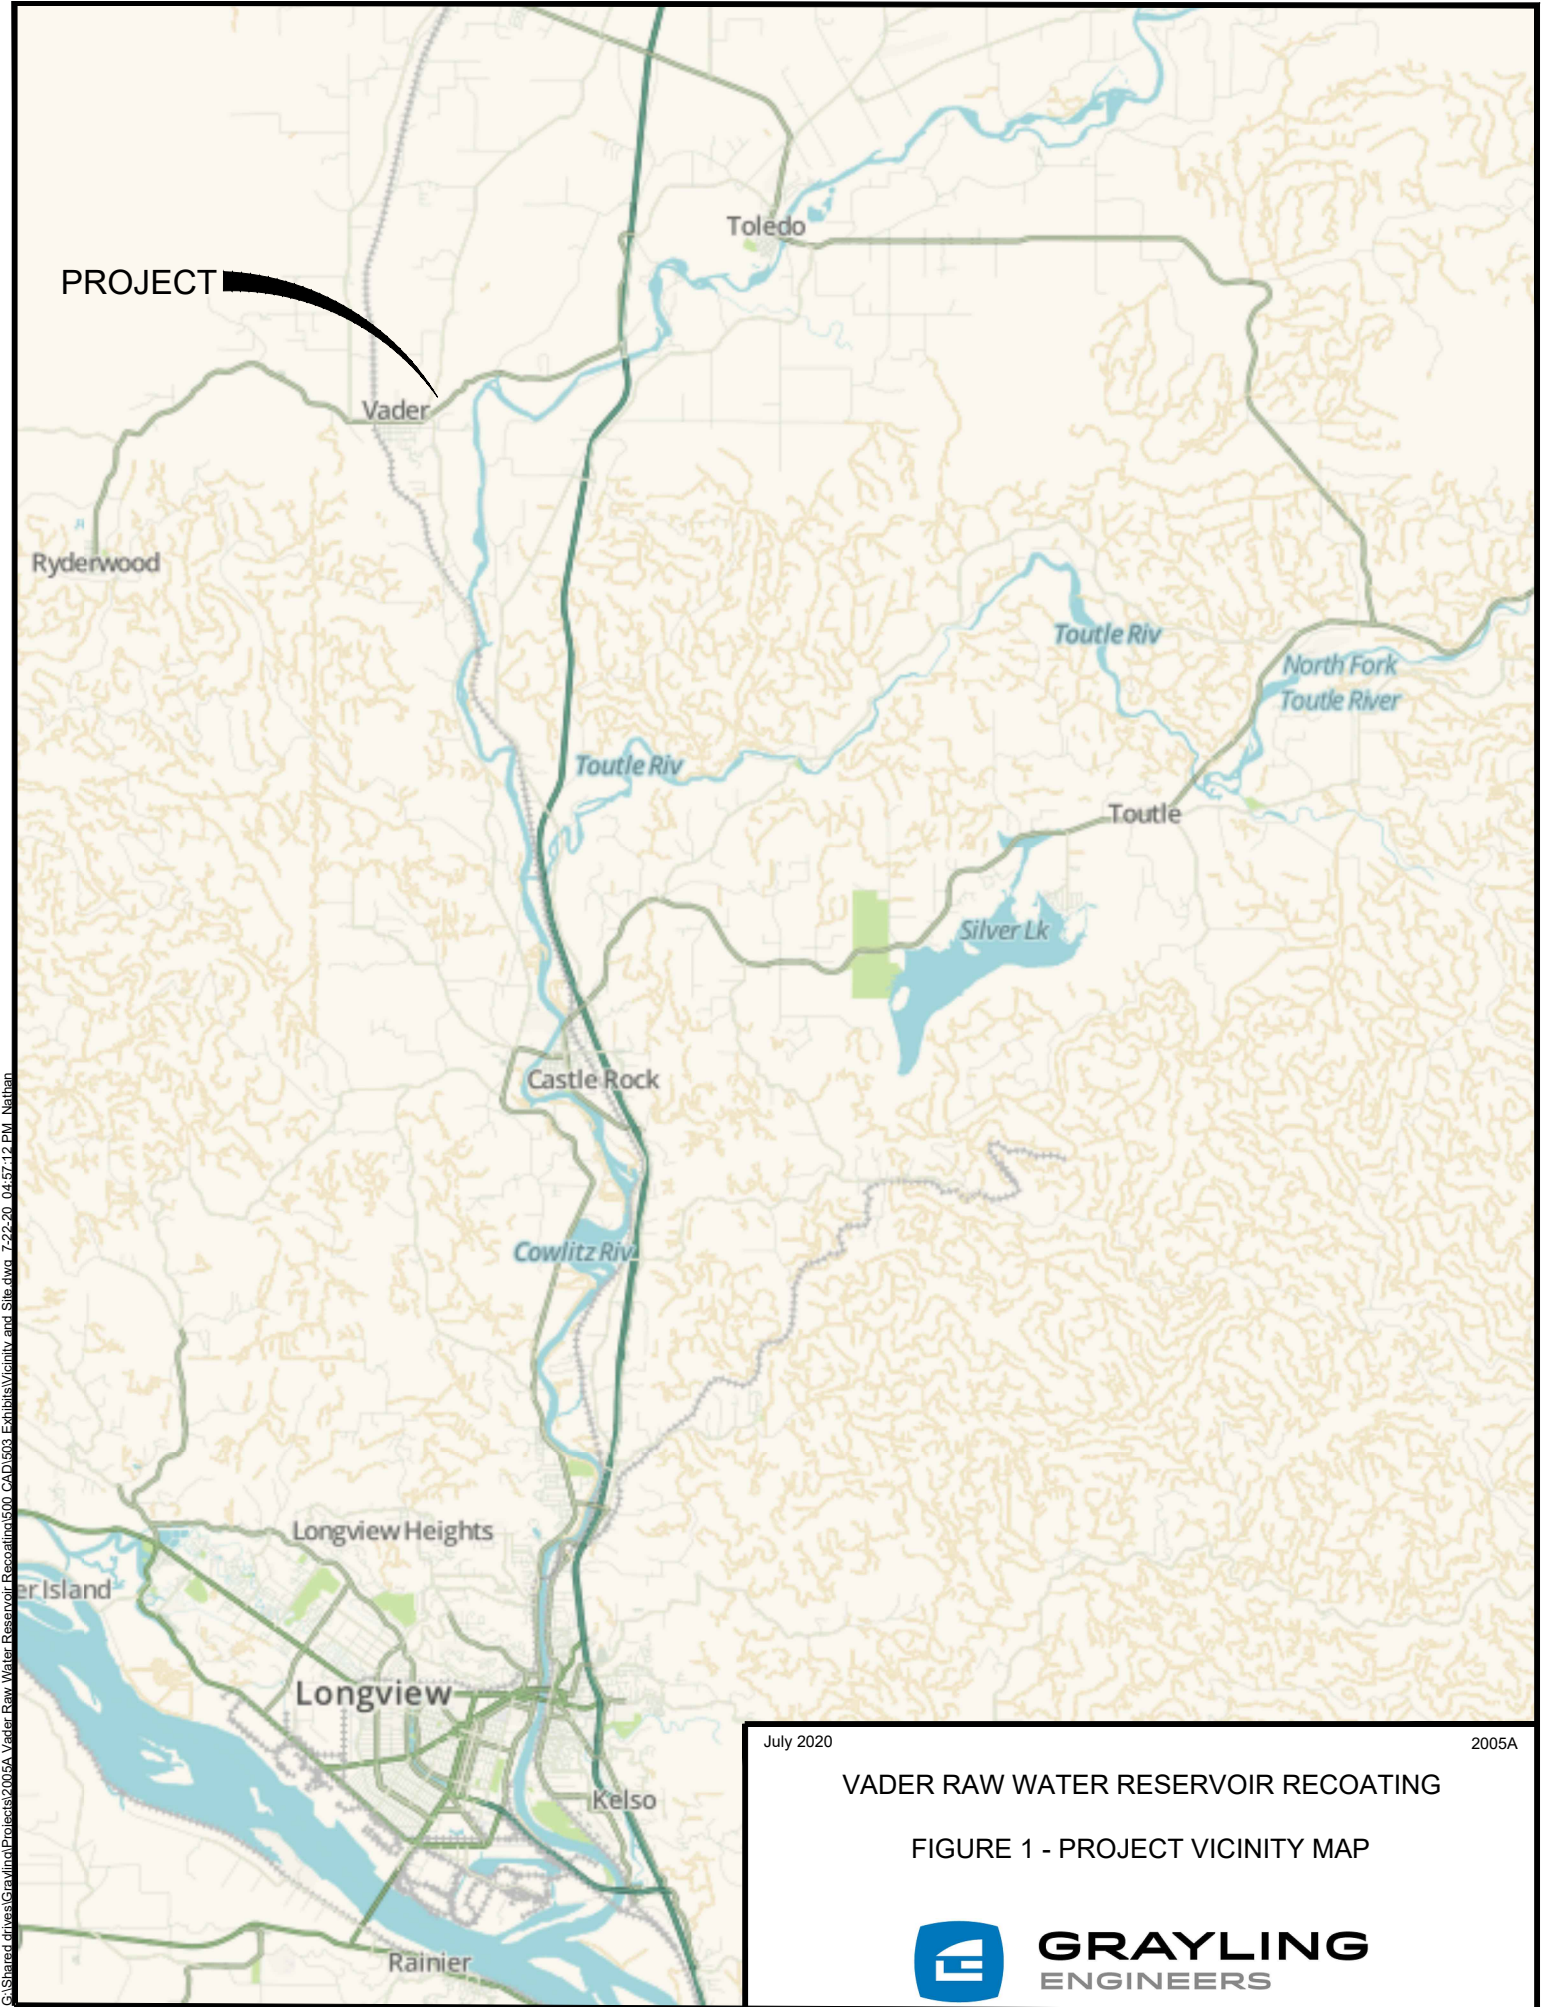 Toledo
PROJECT
Vader
Ryderwood
Toutle Riv
North Fork
Toutle River
Toutle Riv
Toutle
Silver Lk
Castle Rock
Cowlitz Riv
Longview Heights
er Island
Longview
Kelso
Rainier
July 2020
2005A
VADER RAW WATER RESERVOIR RECOATING
FIGURE 1 - PROJECT VICINITY MAP
GRAYLING
ENGINEERS
G:\Shared drives\Grayling\Projects\2005A Vader Raw Water Reservoir Recoating\500 CAD\503 Exhibits\Vicinity and Site.dwg 7-22-20 04:57:12 PM Nathan